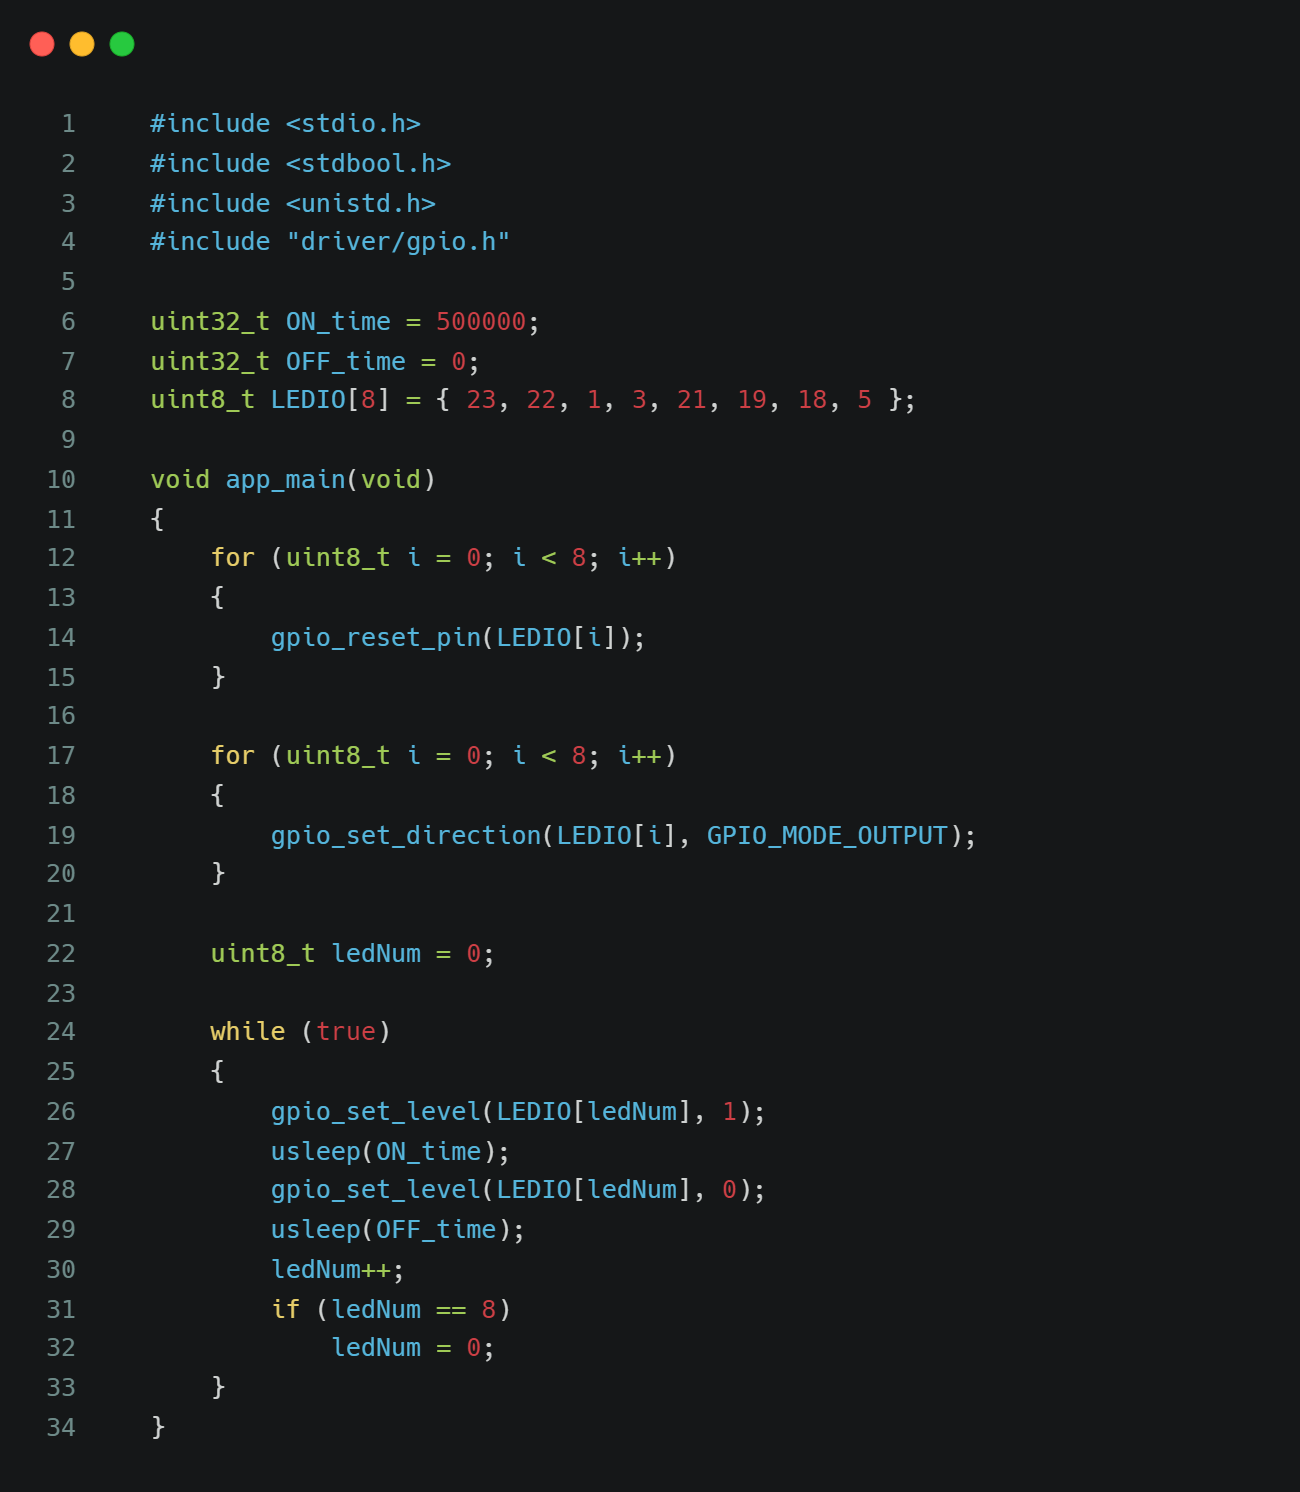 1 #include <stdio.h>
2 #include <stdbool.h>
3 #include <unistd.h>
4 #include "driver/gpio.h"
5
6 uint32_t ON_time = 500000;
7 uint32_t OFF_time = 0;
8 uint8_t LEDIO[8] = { 23, 22, 1, 3, 21, 19, 18, 5 };
9
10 void app_main(void)
11 {
12     for (uint8_t i = 0; i < 8; i++)
13     {
14         gpio_reset_pin(LEDIO[i]);
15     }
16
17     for (uint8_t i = 0; i < 8; i++)
18     {
19         gpio_set_direction(LEDIO[i], GPIO_MODE_OUTPUT);
20     }
21
22     uint8_t ledNum = 0;
23
24     while (true)
25     {
26         gpio_set_level(LEDIO[ledNum], 1);
27         usleep(ON_time);
28         gpio_set_level(LEDIO[ledNum], 0);
29         usleep(OFF_time);
30         ledNum++;
31         if (ledNum == 8)
32             ledNum = 0;
33     }
34 }